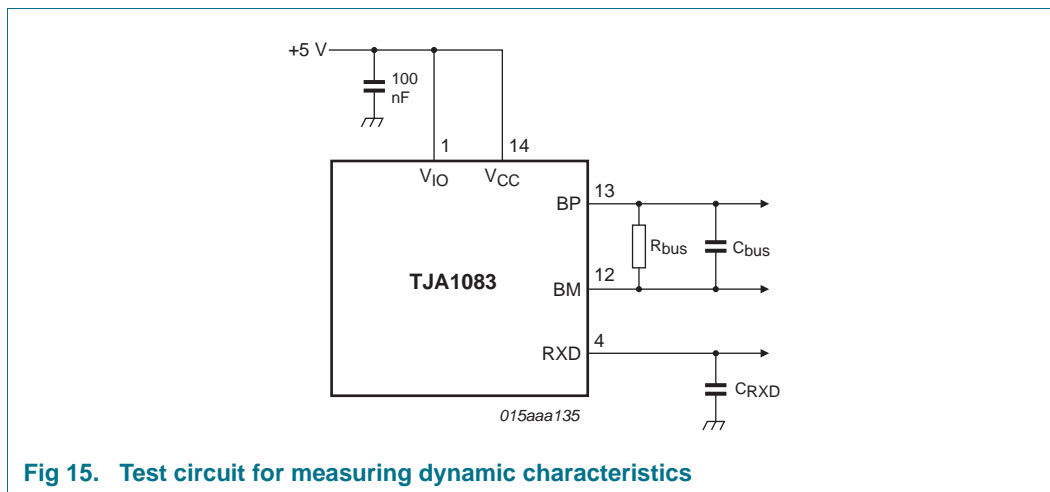 +5 V
100
nF
1
14
VIO
VCC
BP
13
Rbus
Cbus
TJA1083
12
BM
4
RXD
CRXD
015aaa135
Fig 15. Test circuit for measuring dynamic characteristics